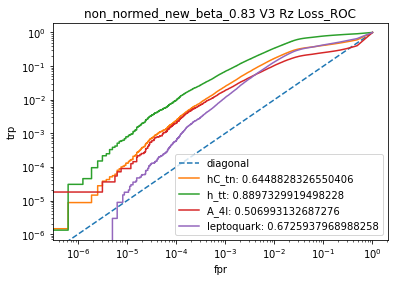 non_normed_new_beta_0.83 V3 Rz Loss_ROC
trp
10⁰
10⁻¹
10⁻²
10⁻³
10⁻⁴
10⁻⁵
10⁻⁶
diagonal
hC_tn: 0.6448828326550406
h_tt: 0.8897329919498228
A_4l: 0.506993132687276
leptoquark: 0.6725937968988258
10⁻⁶ 10⁻⁵ 10⁻⁴ 10⁻³ 10⁻² 10⁻¹ 10⁰
fpr